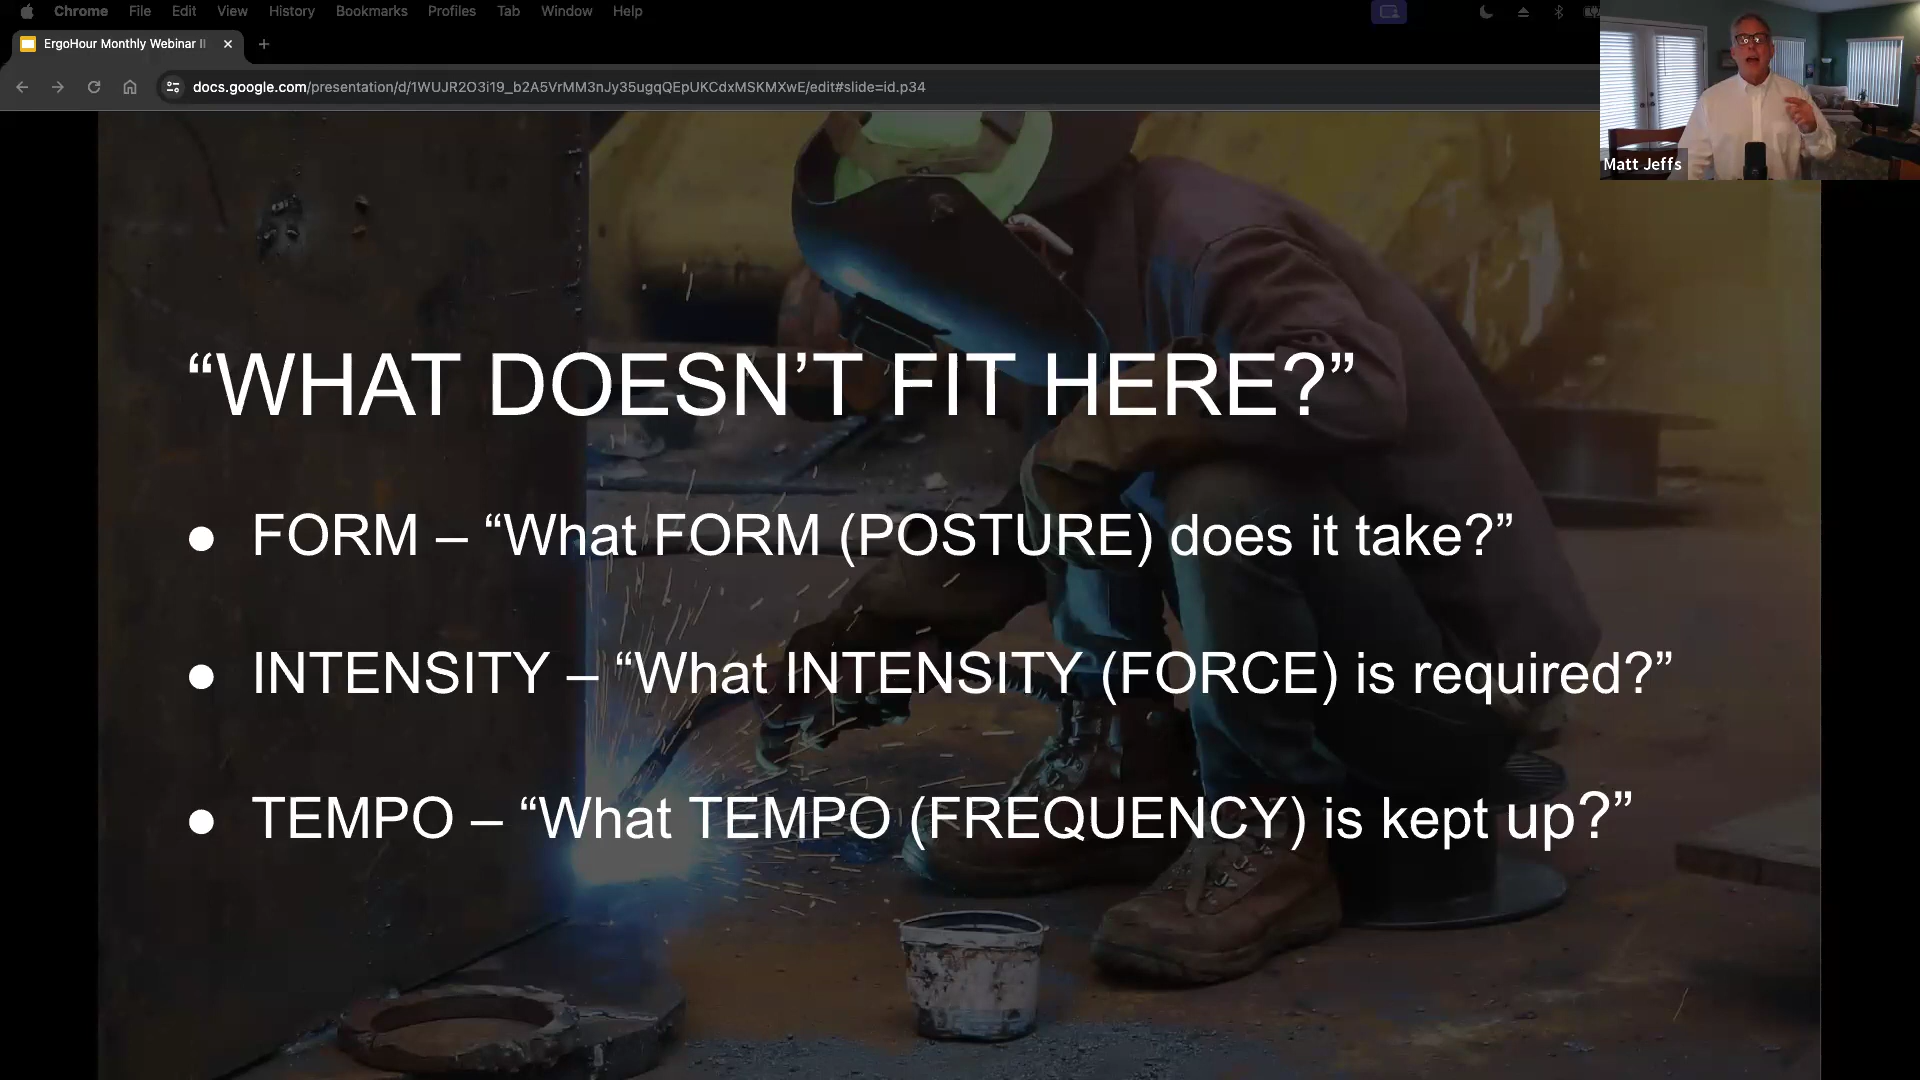 Chrome File Edit View History Bookmarks Profiles Tab Window Help
ErgoHour Monthly Webinar
docs.google.com/presentation/d/1WUJR2O3i19_b2A5VrMM3nJy35ugqQEpUKCdxMSKMXwE/edit#slide=id.p34
Matt Jeffs
“WHAT DOESN’T FIT HERE?”
● FORM – “What FORM (POSTURE) does it take?”
● INTENSITY – “What INTENSITY (FORCE) is required?”
● TEMPO – “What TEMPO (FREQUENCY) is kept up?”